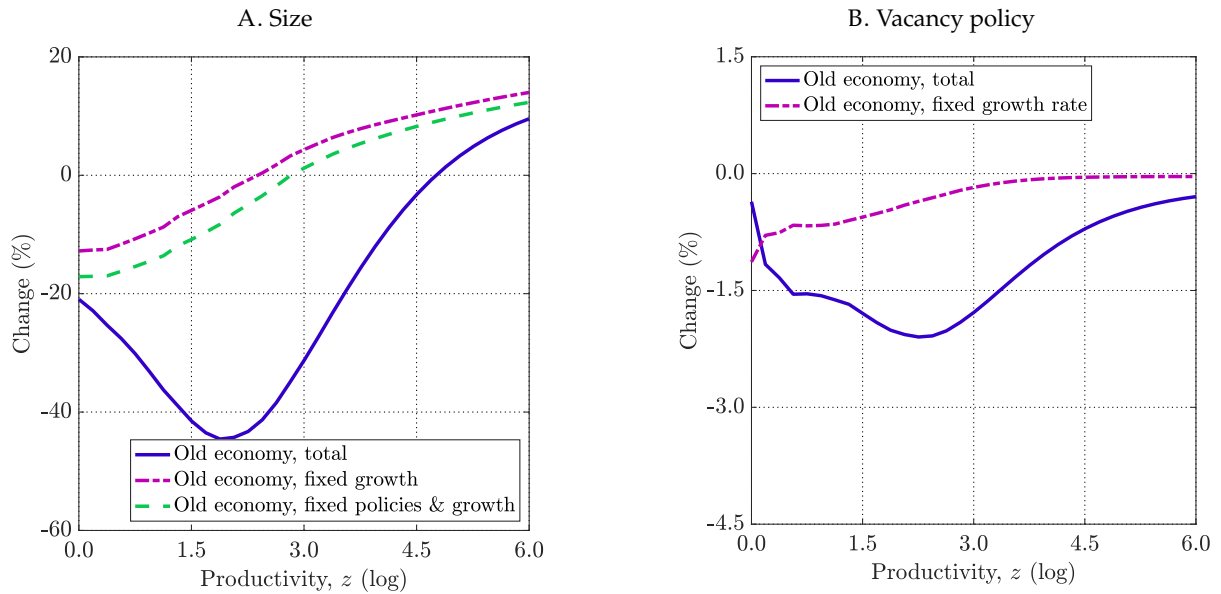 A. Size
20
0
-20
-40
-60
Change (%)
Old economy, total
Old economy, fixed growth
Old economy, fixed policies & growth
0.0 1.5 3.0 4.5 6.0
Productivity, z (log)
B. Vacancy policy
1.5
0.0
-1.5
-3.0
-4.5
Change (%)
Old economy, total
Old economy, fixed growth rate
0.0 1.5 3.0 4.5 6.0
Productivity, z (log)